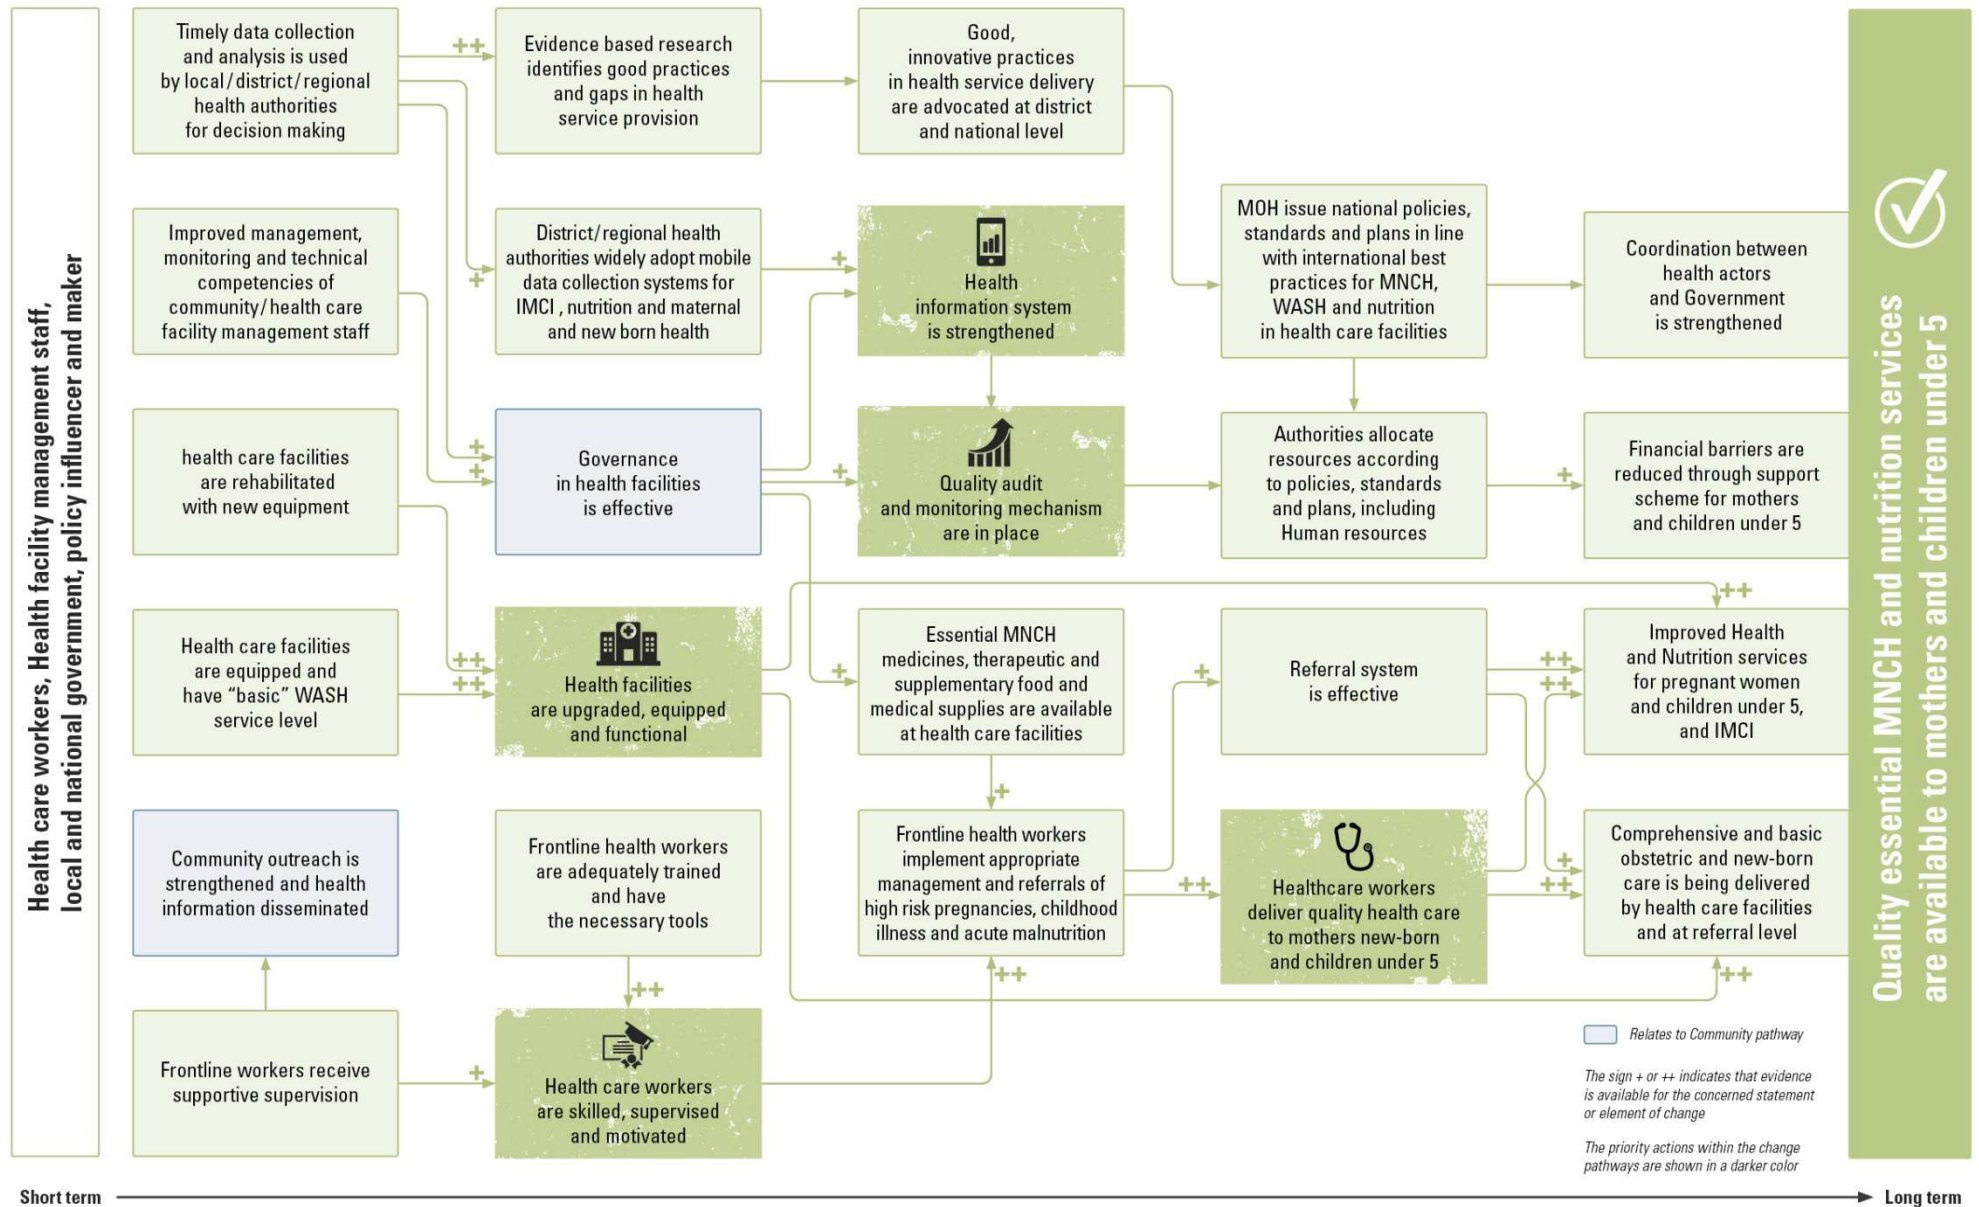 Health care workers, Health facility management staff,
local and national government, policy influencer and maker
Timely data collection
and analysis is used
by local/district/regional
health authorities
for decision making
++
+
Evidence based research
identifies good practices
and gaps in health
service provision
Good,
innovative practices
in health service delivery
are advocated at district
and national level
Improved management,
monitoring and technical
competencies of
community/health care
facility management staff
District/regional health
authorities widely adopt mobile
data collection systems for
IMCI , nutrition and maternal
and new born health
+
Health
information system
is strengthened
MOH issue national policies,
standards and plans in line
with international best
practices for MNCH,
WASH and nutrition
in health care facilities
Coordination between
health actors
and Government
is strengthened
health care facilities
are rehabilitated
with new equipment
+
+
Governance
in health facilities
is effective
+
Quality audit
and monitoring mechanism
are in place
Authorities allocate
resources according
to policies, standards
and plans, including
Human resources
+
Financial barriers are
reduced through support
scheme for mothers
and children under 5
Health care facilities
are equipped and
have “basic” WASH
service level
++
++
Health facilities
are upgraded, equipped
and functional
+
Essential MNCH
medicines, therapeutic and
supplementary food and
medical supplies are available
at health care facilities
+
+
Referral system
is effective
++
++
++
Improved Health
and Nutrition services
for pregnant women
and children under 5,
and IMCI
Community outreach is
strengthened and health
information disseminated
Frontline health workers
are adequately trained
and have
the necessary tools
++
Frontline health workers
implement appropriate
management and referrals of
high risk pregnancies, childhood
illness and acute malnutrition
++
++
Healthcare workers
deliver quality health care
to mothers new-born
and children under 5
+
++
Comprehensive and basic
obstetric and new-born
care is being delivered
by health care facilities
and at referral level
++
Frontline workers receive
supportive supervision
+
Health care workers
are skilled, supervised
and motivated
Relates to Community pathway
The sign + or ++ indicates that evidence
is available for the concerned statement
or element of change
The priority actions within the change
pathways are shown in a darker color
Quality essential MNCH and nutrition services
are available to mothers and children under 5
Short term
Long term